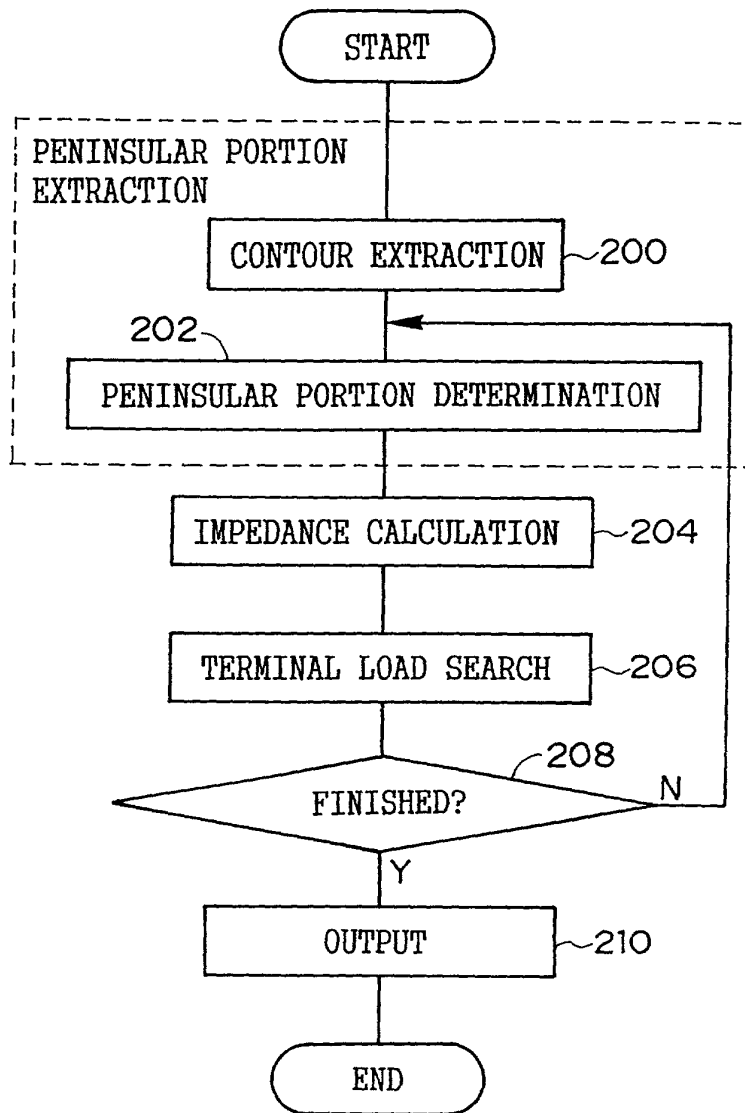 START
PENINSULAR PORTION
EXTRACTION
CONTOUR EXTRACTION
200
202
PENINSULAR PORTION DETERMINATION
IMPEDANCE CALCULATION
204
TERMINAL LOAD SEARCH
206
208
FINISHED?
N
Y
OUTPUT
210
END